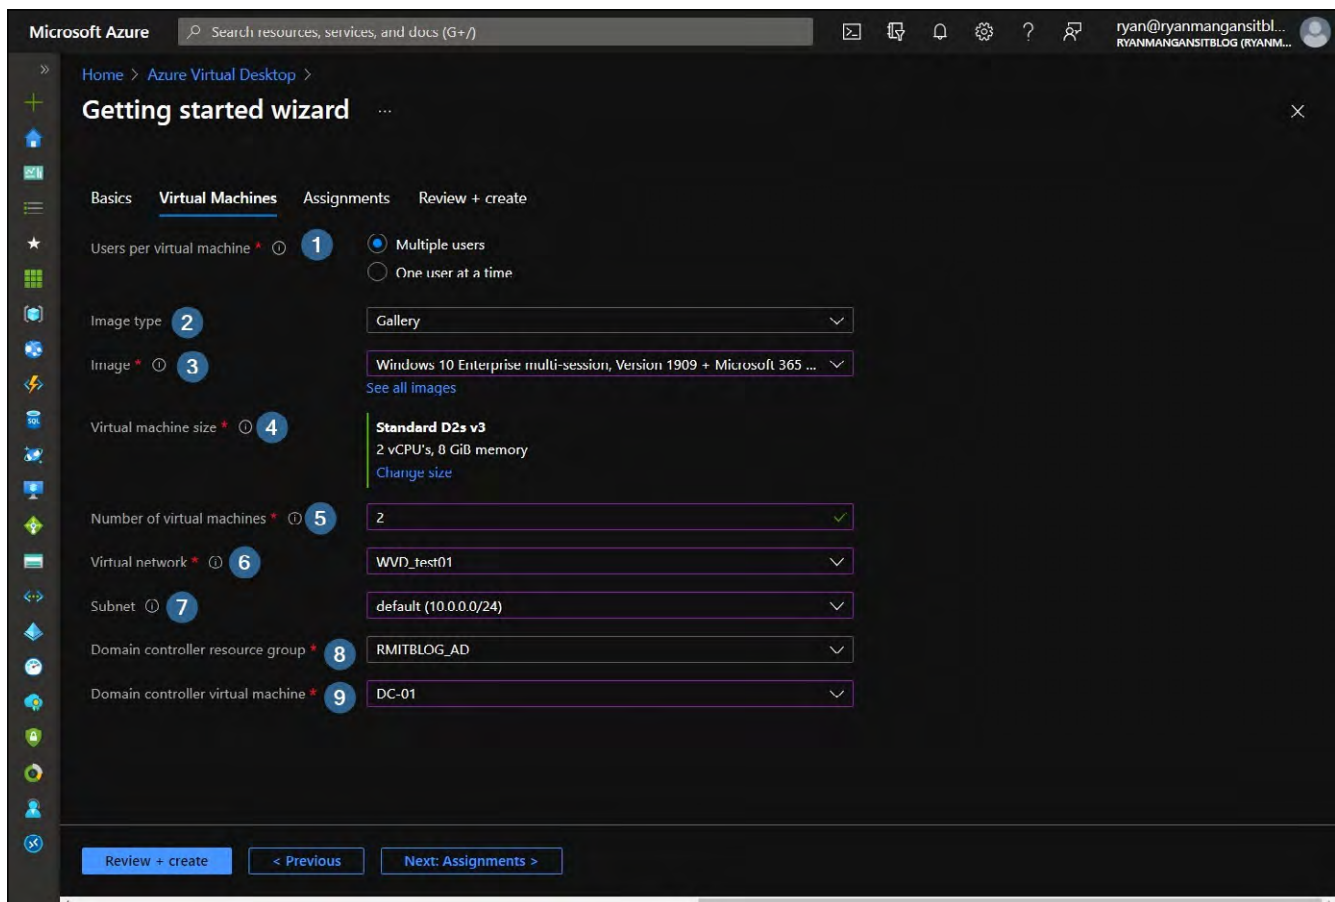 Microsoft Azure
Search resources, services, and docs (G+/)
ryan@ryanmangansitbl...
RYANMANGANSITBLOG (RYANM...
Home > Azure Virtual Desktop >
Getting started wizard ...
Basics Virtual Machines Assignments Review + create
Users per virtual machine * 1 Multiple users
One user at a time
Image type 2 Gallery
Image * 3 Windows 10 Enterprise multi-session, Version 1909 + Microsoft 365 ...
See all images
Virtual machine size * 4 Standard D2s v3
2 vCPU's, 8 GiB memory
Change size
Number of virtual machines * 5 2
Virtual network * 6 WVD_test01
Subnet 7 default (10.0.0.0/24)
Domain controller resource group * 8 RMITBLOG_AD
Domain controller virtual machine * 9 DC-01
Review + create < Previous Next: Assignments >